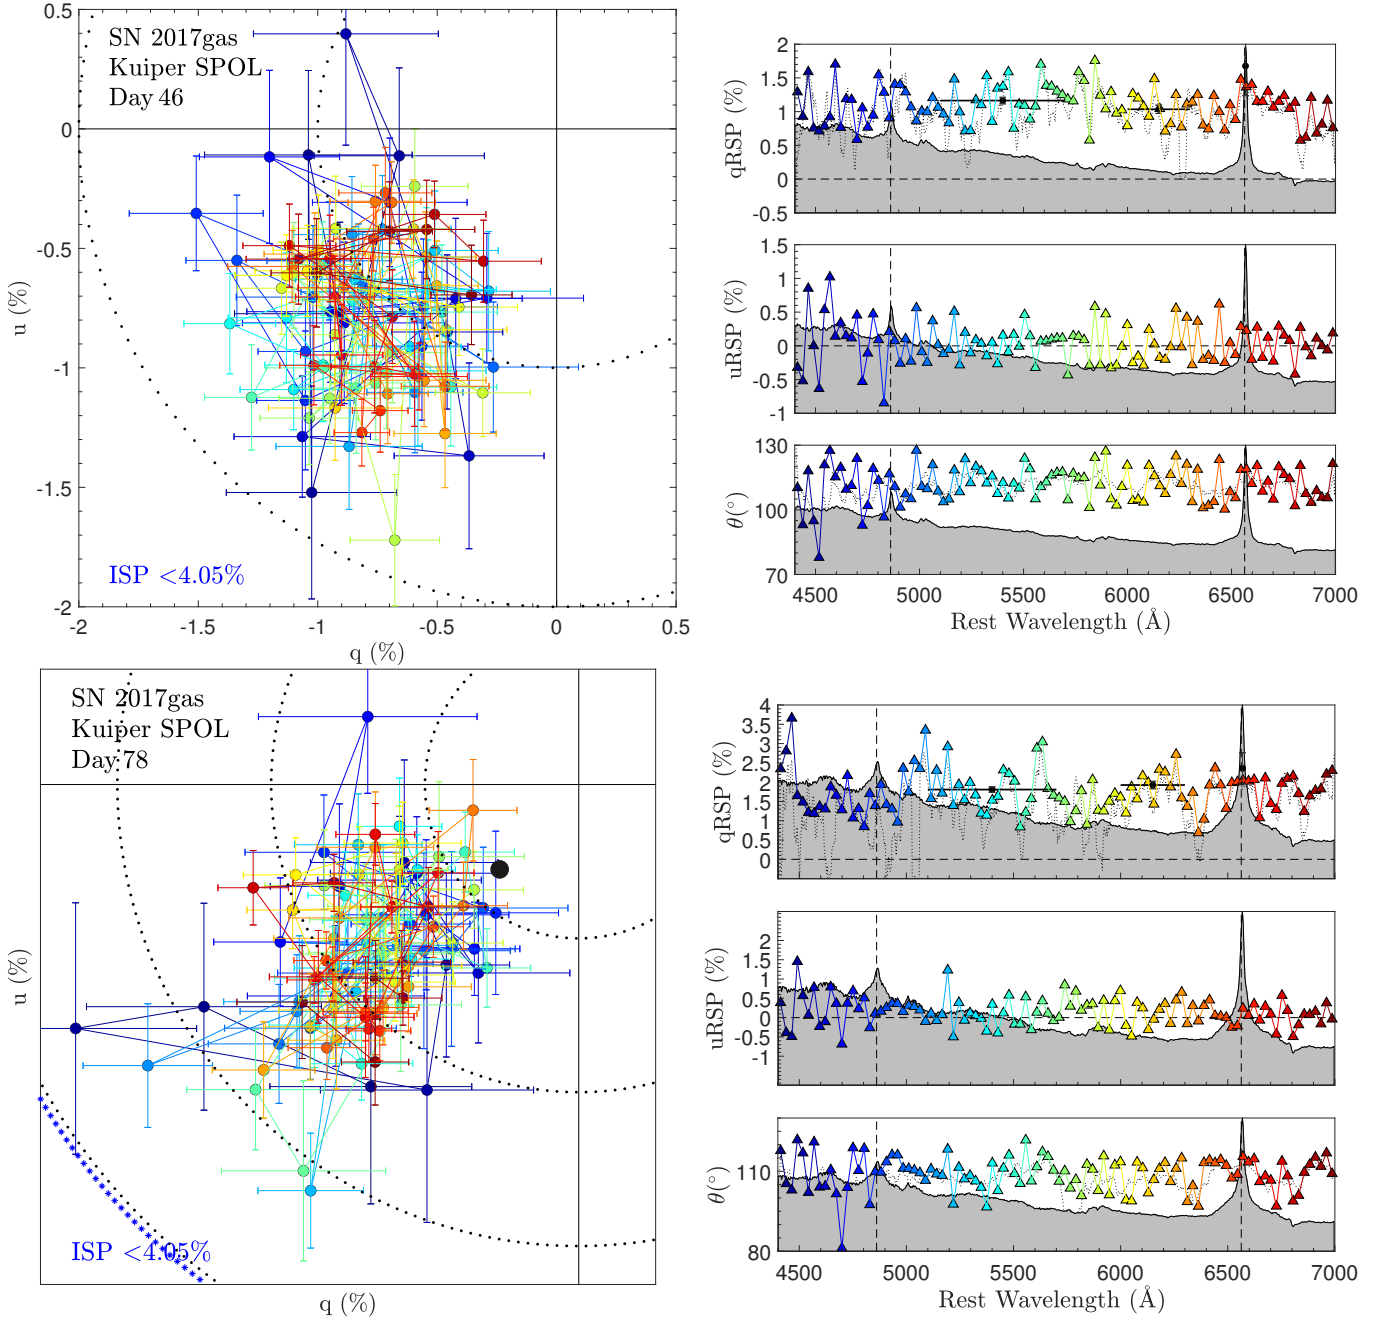 0.5
0
-0.5
-1
-1.5
-2
SN 2017gas
Kuiper SPOL
Day 46
ISP <4.05%
u (%)
-2 -1.5 -1 -0.5 0 0.5
q (%)
2
1.5
1
0.5
0
-0.5
qRSP (%)
1.5
1
0.5
0
-0.5
-1
uRSP (%)
130
100
70
θ(°)
4500 5000 5500 6000 6500 7000
Rest Wavelength (Å)
SN 2017gas
Kuiper SPOL
Day 78
ISP <4.05%
u (%)
q (%)
4
3.5
3
2.5
2
1.5
1
0.5
0
qRSP (%)
2
1.5
1
0.5
0
-0.5
-1
uRSP (%)
110
80
θ(°)
4500 5000 5500 6000 6500 7000
Rest Wavelength (Å)